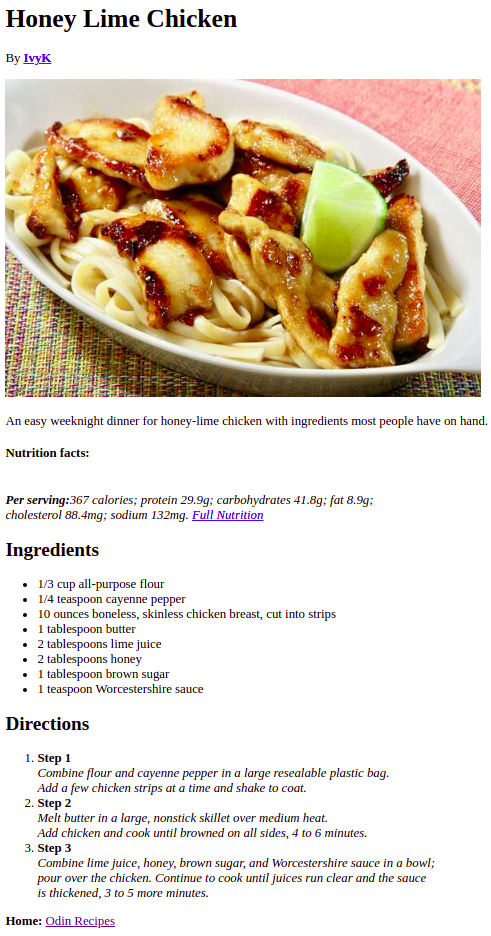 Honey Lime Chicken
By IvyK
An easy weeknight dinner for honey-lime chicken with ingredients most people have on hand.
Nutrition facts:
Per serving:367 calories; protein 29.9g; carbohydrates 41.8g; fat 8.9g;
cholesterol 88.4mg; sodium 132mg. Full Nutrition
Ingredients
• 1/3 cup all-purpose flour
• 1/4 teaspoon cayenne pepper
• 10 ounces boneless, skinless chicken breast, cut into strips
• 1 tablespoon butter
• 2 tablespoons lime juice
• 2 tablespoons honey
• 1 tablespoon brown sugar
• 1 teaspoon Worcestershire sauce
Directions
1. Step 1
Combine flour and cayenne pepper in a large resealable plastic bag.
Add a few chicken strips at a time and shake to coat.
2. Step 2
Melt butter in a large, nonstick skillet over medium heat.
Add chicken and cook until browned on all sides, 4 to 6 minutes.
3. Step 3
Combine lime juice, honey, brown sugar, and Worcestershire sauce in a bowl;
pour over the chicken. Continue to cook until juices run clear and the sauce
is thickened, 3 to 5 more minutes.
Home: Odin Recipes